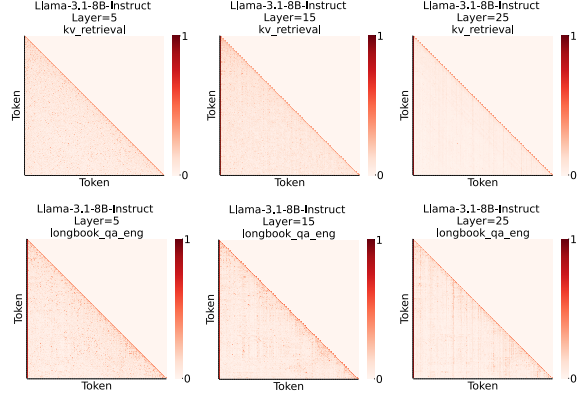 Llama-3.1-8B-Instruct
Layer=5
kv_retrieval
1
0
Token
Token
Llama-3.1-8B-Instruct
Layer=15
kv_retrieval
1
0
Token
Token
Llama-3.1-8B-Instruct
Layer=25
kv_retrieval
1
0
Token
Token
Llama-3.1-8B-Instruct
Layer=5
longbook_qa_eng
1
0
Token
Token
Llama-3.1-8B-Instruct
Layer=15
longbook_qa_eng
1
0
Token
Token
Llama-3.1-8B-Instruct
Layer=25
longbook_qa_eng
1
0
Token
Token